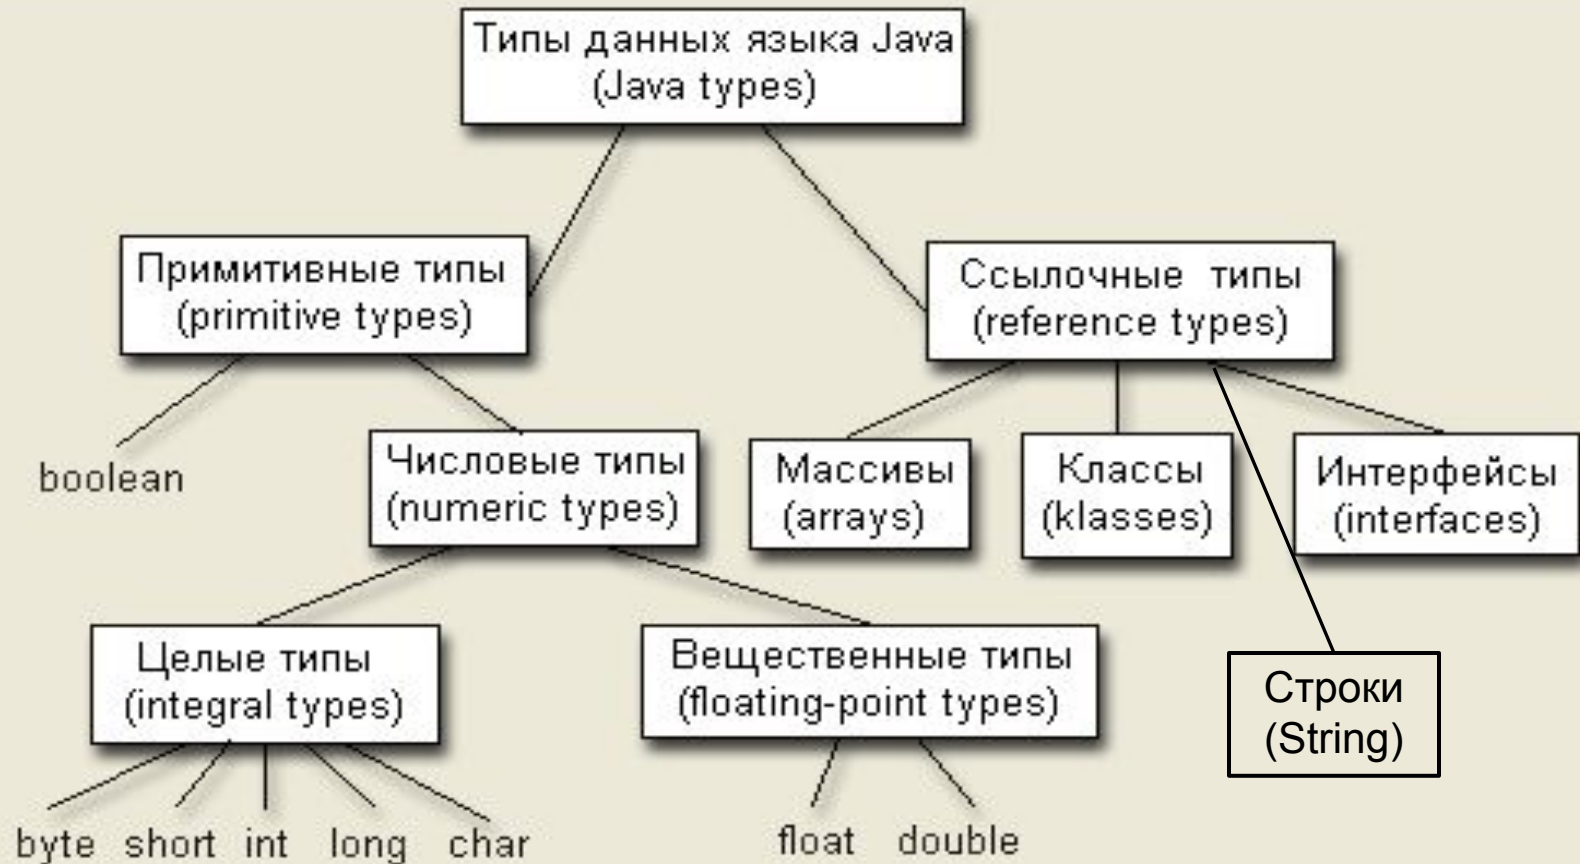 Типы данных языка Java
(Java types)
Примитивные типы
(primitive types)
Ссылочные типы
(reference types)
boolean
Числовые типы
(numeric types)
Массивы
(arrays)
Классы
(klasses)
Интерфейсы
(interfaces)
Целые типы
(integral types)
Вещественные типы
(floating-point types)
Строки
(String)
byte short int long char
float double